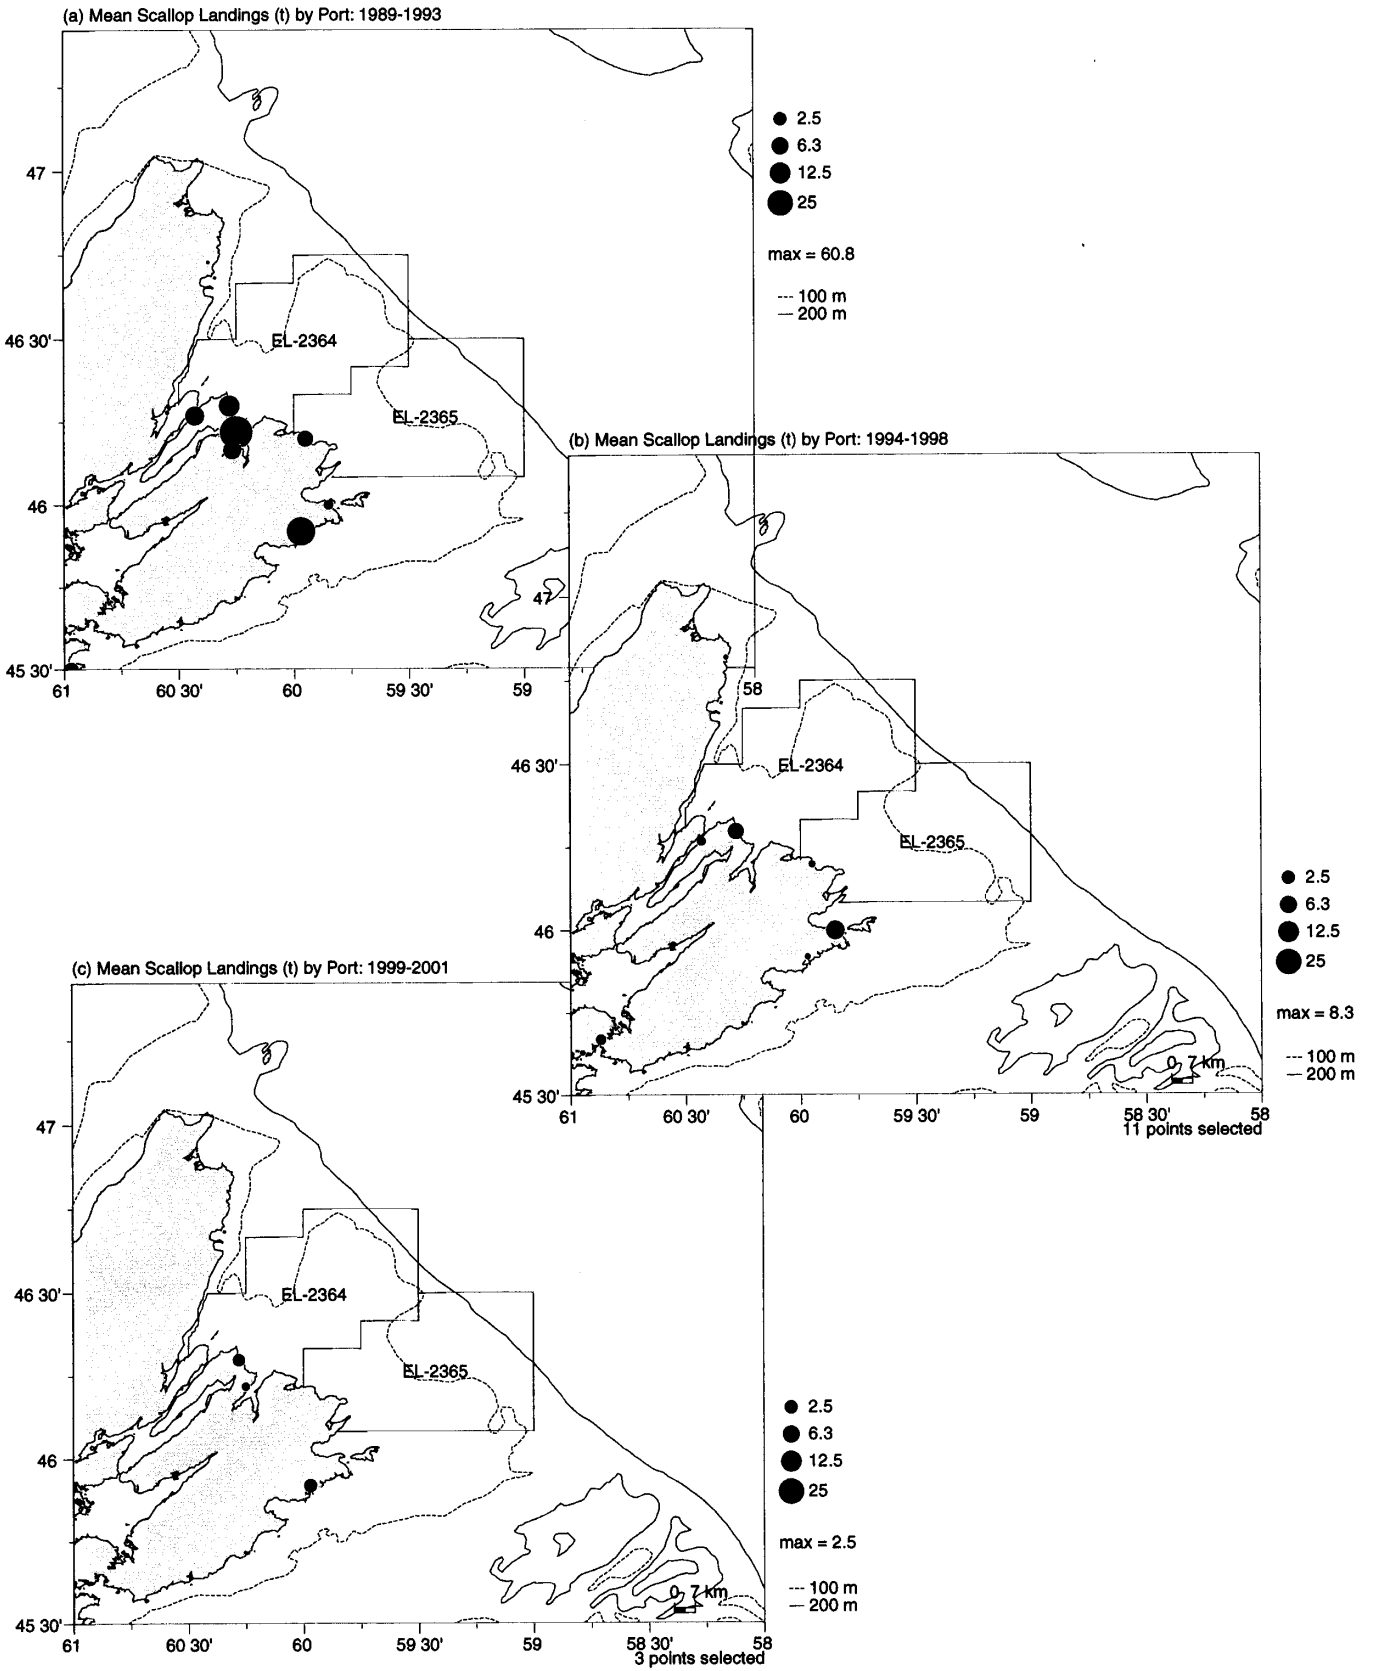 (a) Mean Scallop Landings (t) by Port: 1989-1993
2.5
6.3
12.5
25
max = 60.8
100 m
200 m
47
46 30'
46
45 30'
EL-2364
EL-2365
61
60 30'
60
59 30'
59
58
(b) Mean Scallop Landings (t) by Port: 1994-1998
47
46 30'
46
45 30'
EL-2364
EL-2365
2.5
6.3
12.5
25
max = 8.3
100 m
200 m
0 7 km
61
60 30'
60
59 30'
59
58 30'
58
11 points selected
(c) Mean Scallop Landings (t) by Port: 1999-2001
47
46 30'
46
45 30'
EL-2364
EL-2365
2.5
6.3
12.5
25
max = 2.5
100 m
200 m
0 7 km
61
60 30'
60
59 30'
59
58 30'
58
3 points selected